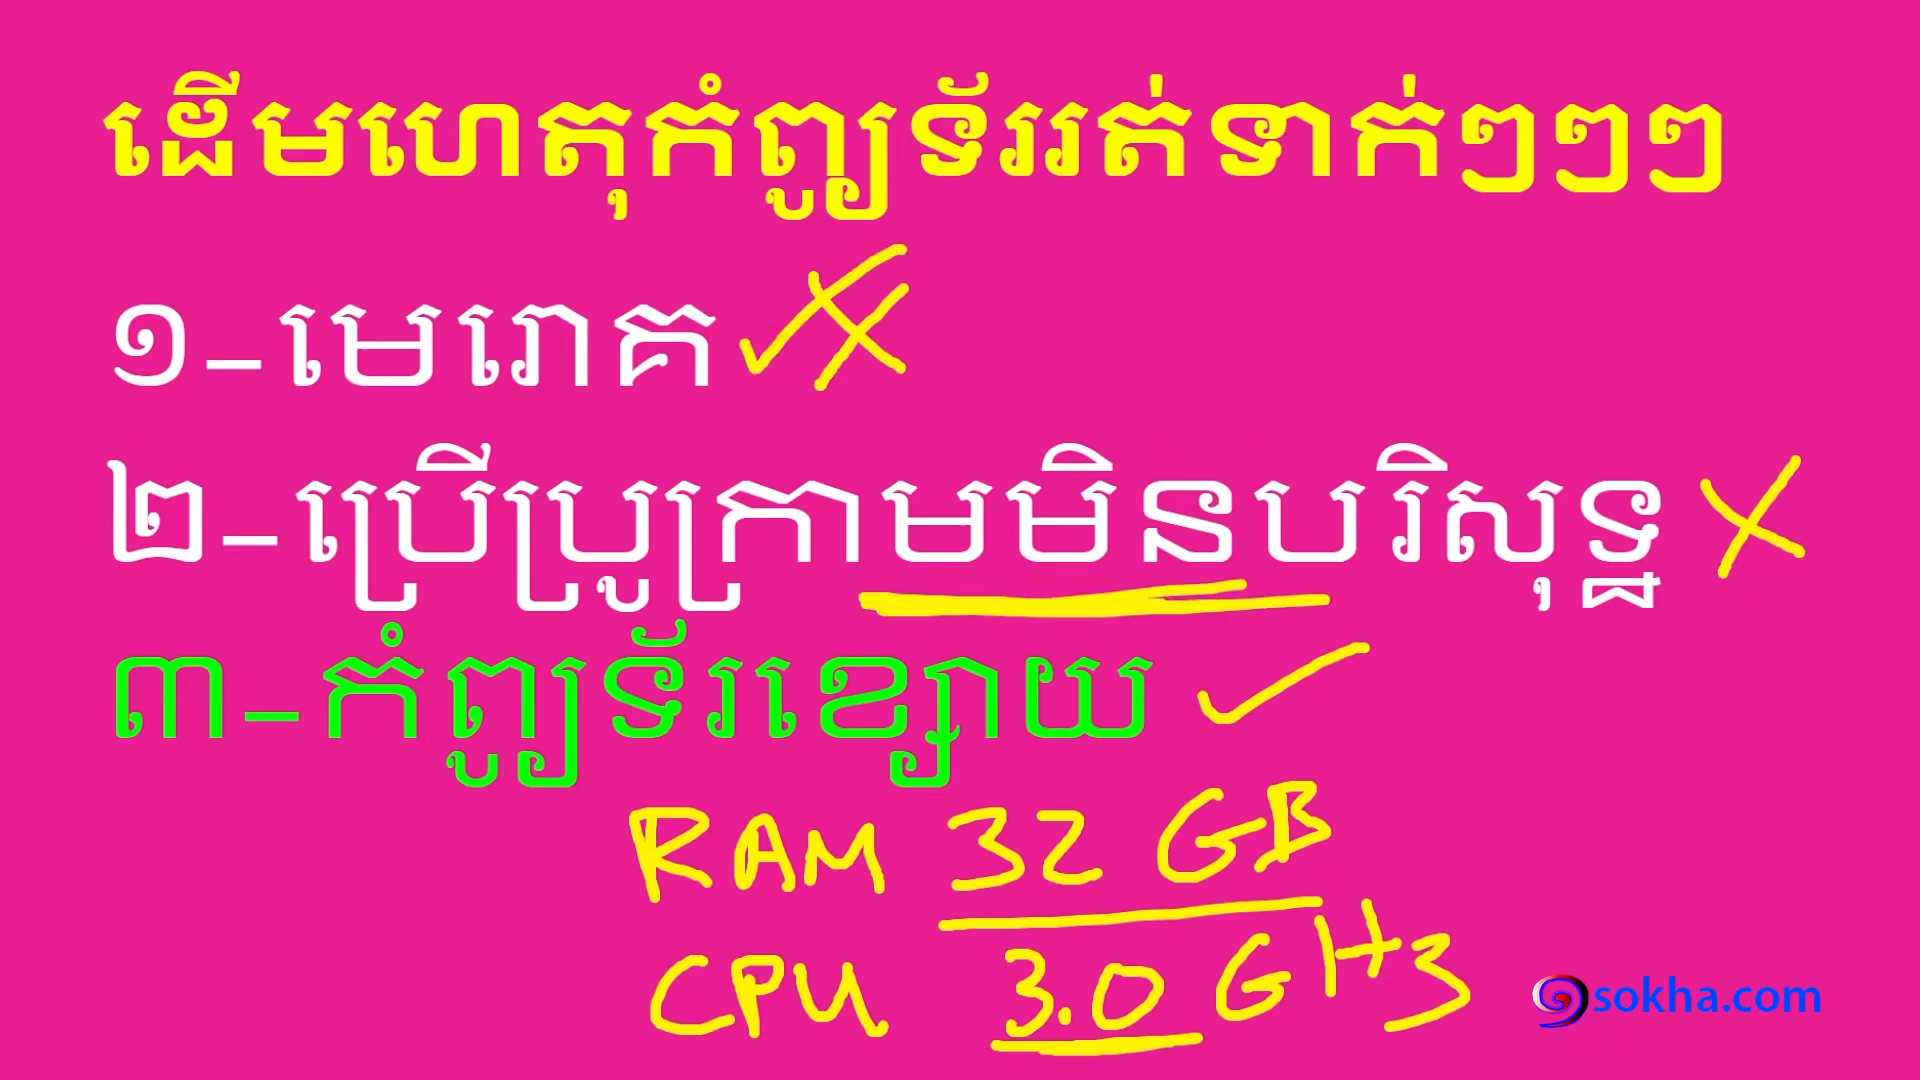 ដើមហេតុកំព្យូទ័ររត់ទាក់ៗៗៗ
១-មេរោគ
២-ប្រើប្រូក្រាមមិនបរិសុទ្ឋ
៣-កំព្យូទ័រខ្សោយ
RAM 32 GB
CPU 3.0 GHz
sokha.com